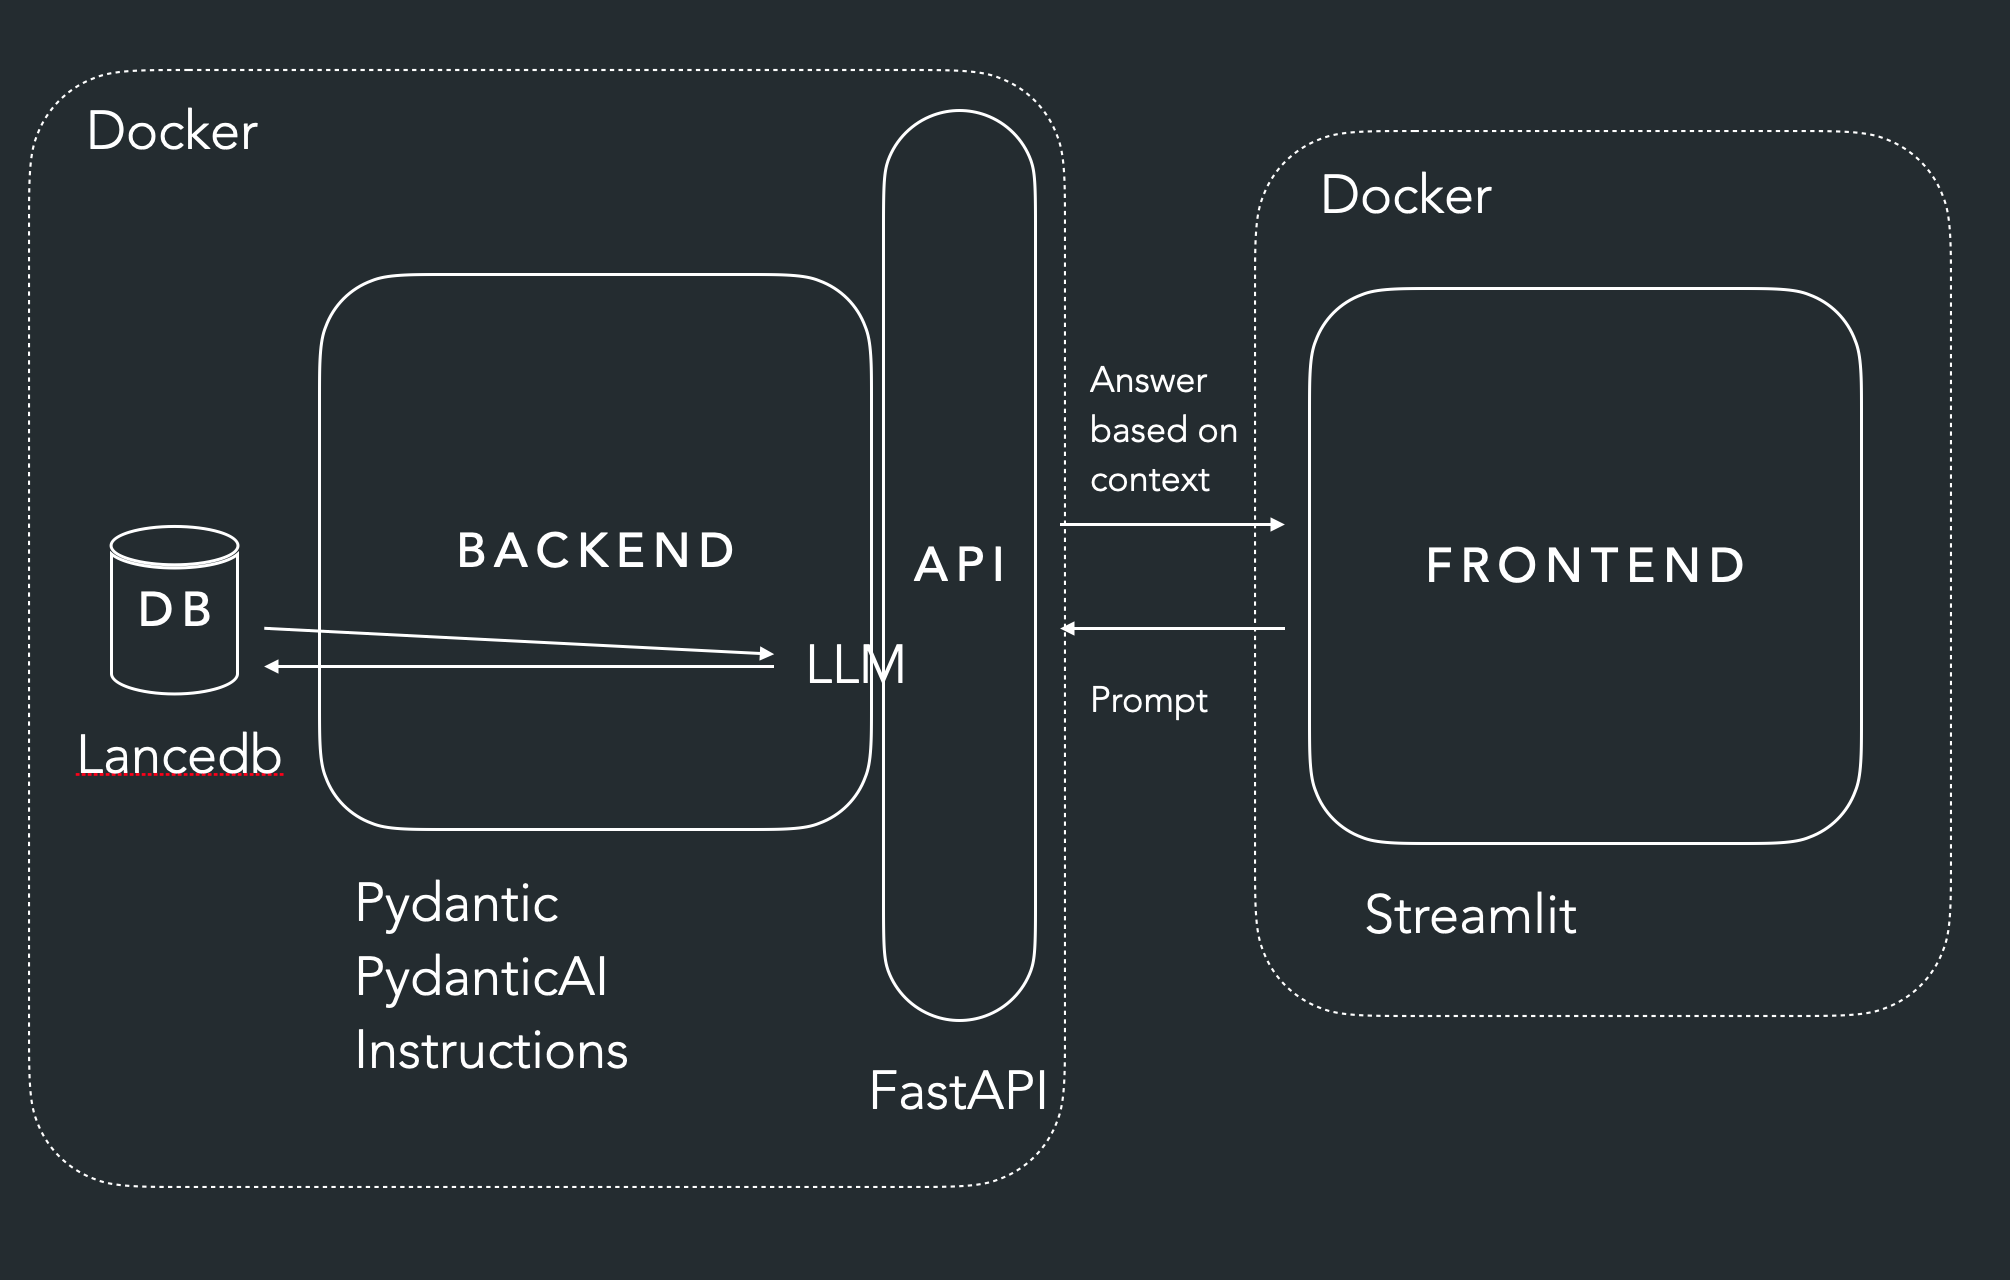 Docker
BACKEND
DB
LLM
Lancedb
Pydantic
PydanticAI
Instructions
API
FastAPI
Answer
based on
context
Prompt
Docker
FRONTEND
Streamlit